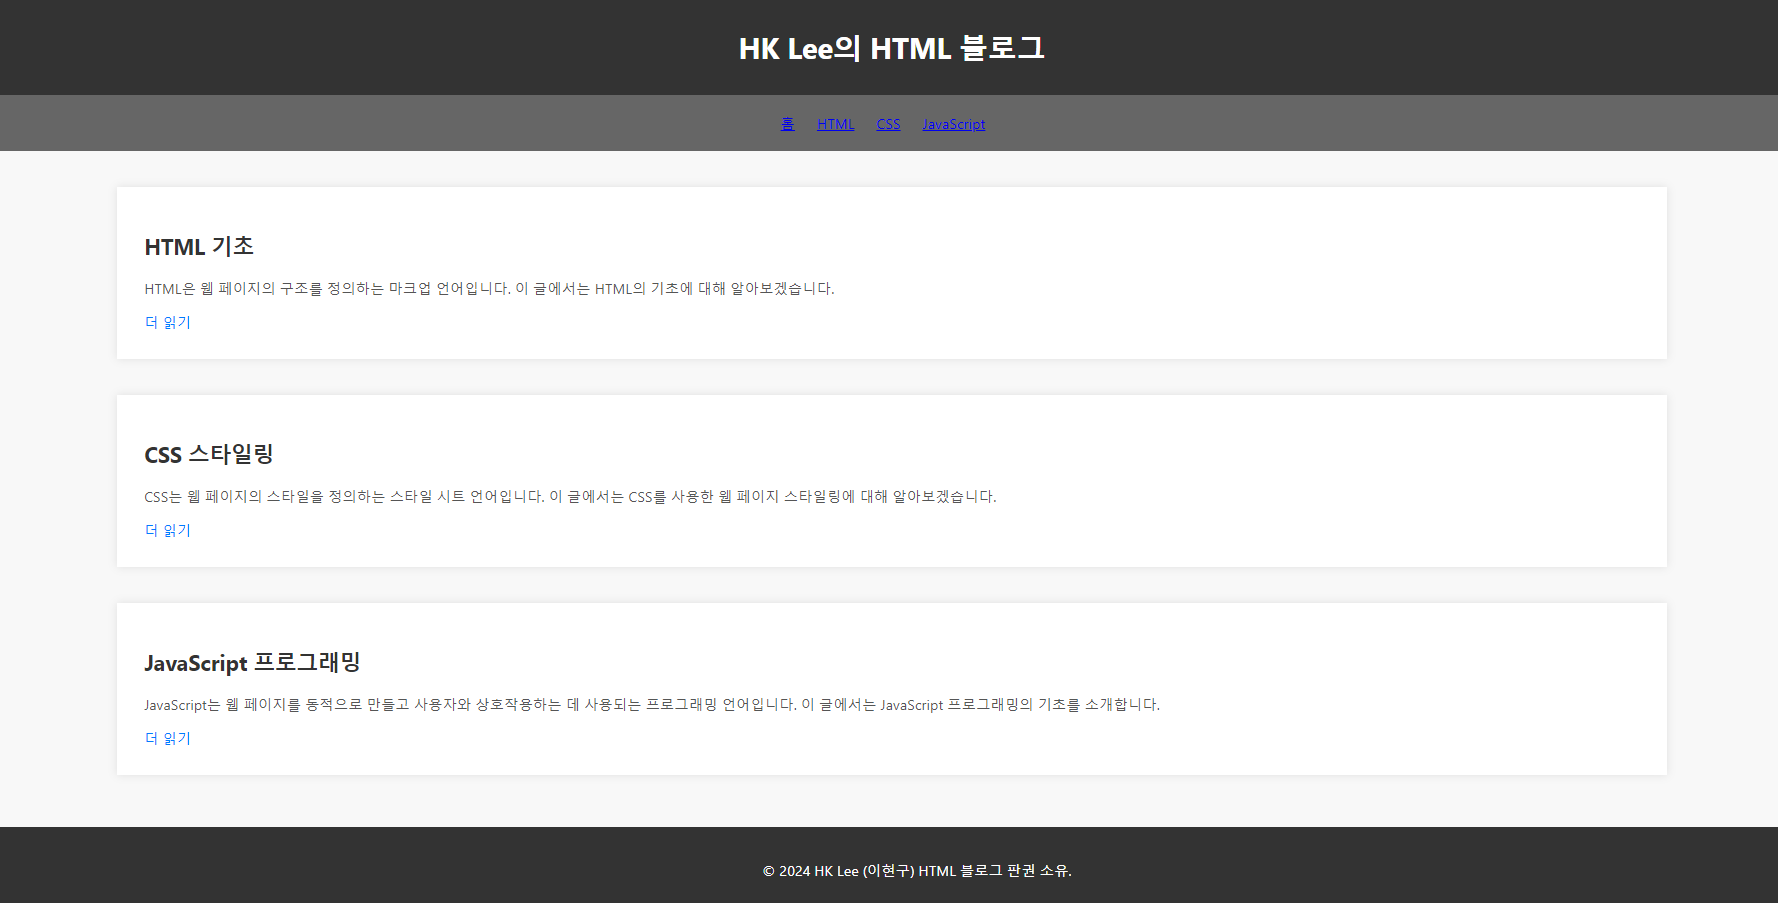 HK Lee의 HTML 블로그
홈 HTML CSS JavaScript
HTML 기초
HTML은 웹 페이지의 구조를 정의하는 마크업 언어입니다. 이 글에서는 HTML의 기초에 대해 알아보겠습니다.
더 읽기
CSS 스타일링
CSS는 웹 페이지의 스타일을 정의하는 스타일 시트 언어입니다. 이 글에서는 CSS를 사용한 웹 페이지 스타일링에 대해 알아보겠습니다.
더 읽기
JavaScript 프로그래밍
JavaScript는 웹 페이지를 동적으로 만들고 사용자와 상호작용하는 데 사용되는 프로그래밍 언어입니다. 이 글에서는 JavaScript 프로그래밍의 기초를 소개합니다.
더 읽기
© 2024 HK Lee (이현구) HTML 블로그 판권 소유.